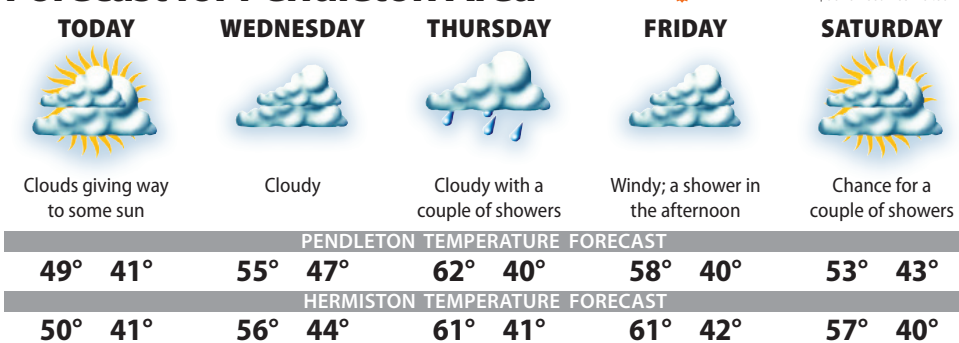 TODAY WEDNESDAY THURSDAY FRIDAY SATURDAY
Clouds giving way
to some sun
Cloudy
Cloudy with a
couple of showers
Windy; a shower in
the afternoon
Chance for a
couple of showers
PENDLETON TEMPERATURE FORECAST
49° 41° 55° 47° 62° 40° 58° 40° 53° 43°
HERMISTON TEMPERATURE FORECAST
50° 41° 56° 44° 61° 41° 61° 42° 57° 40°